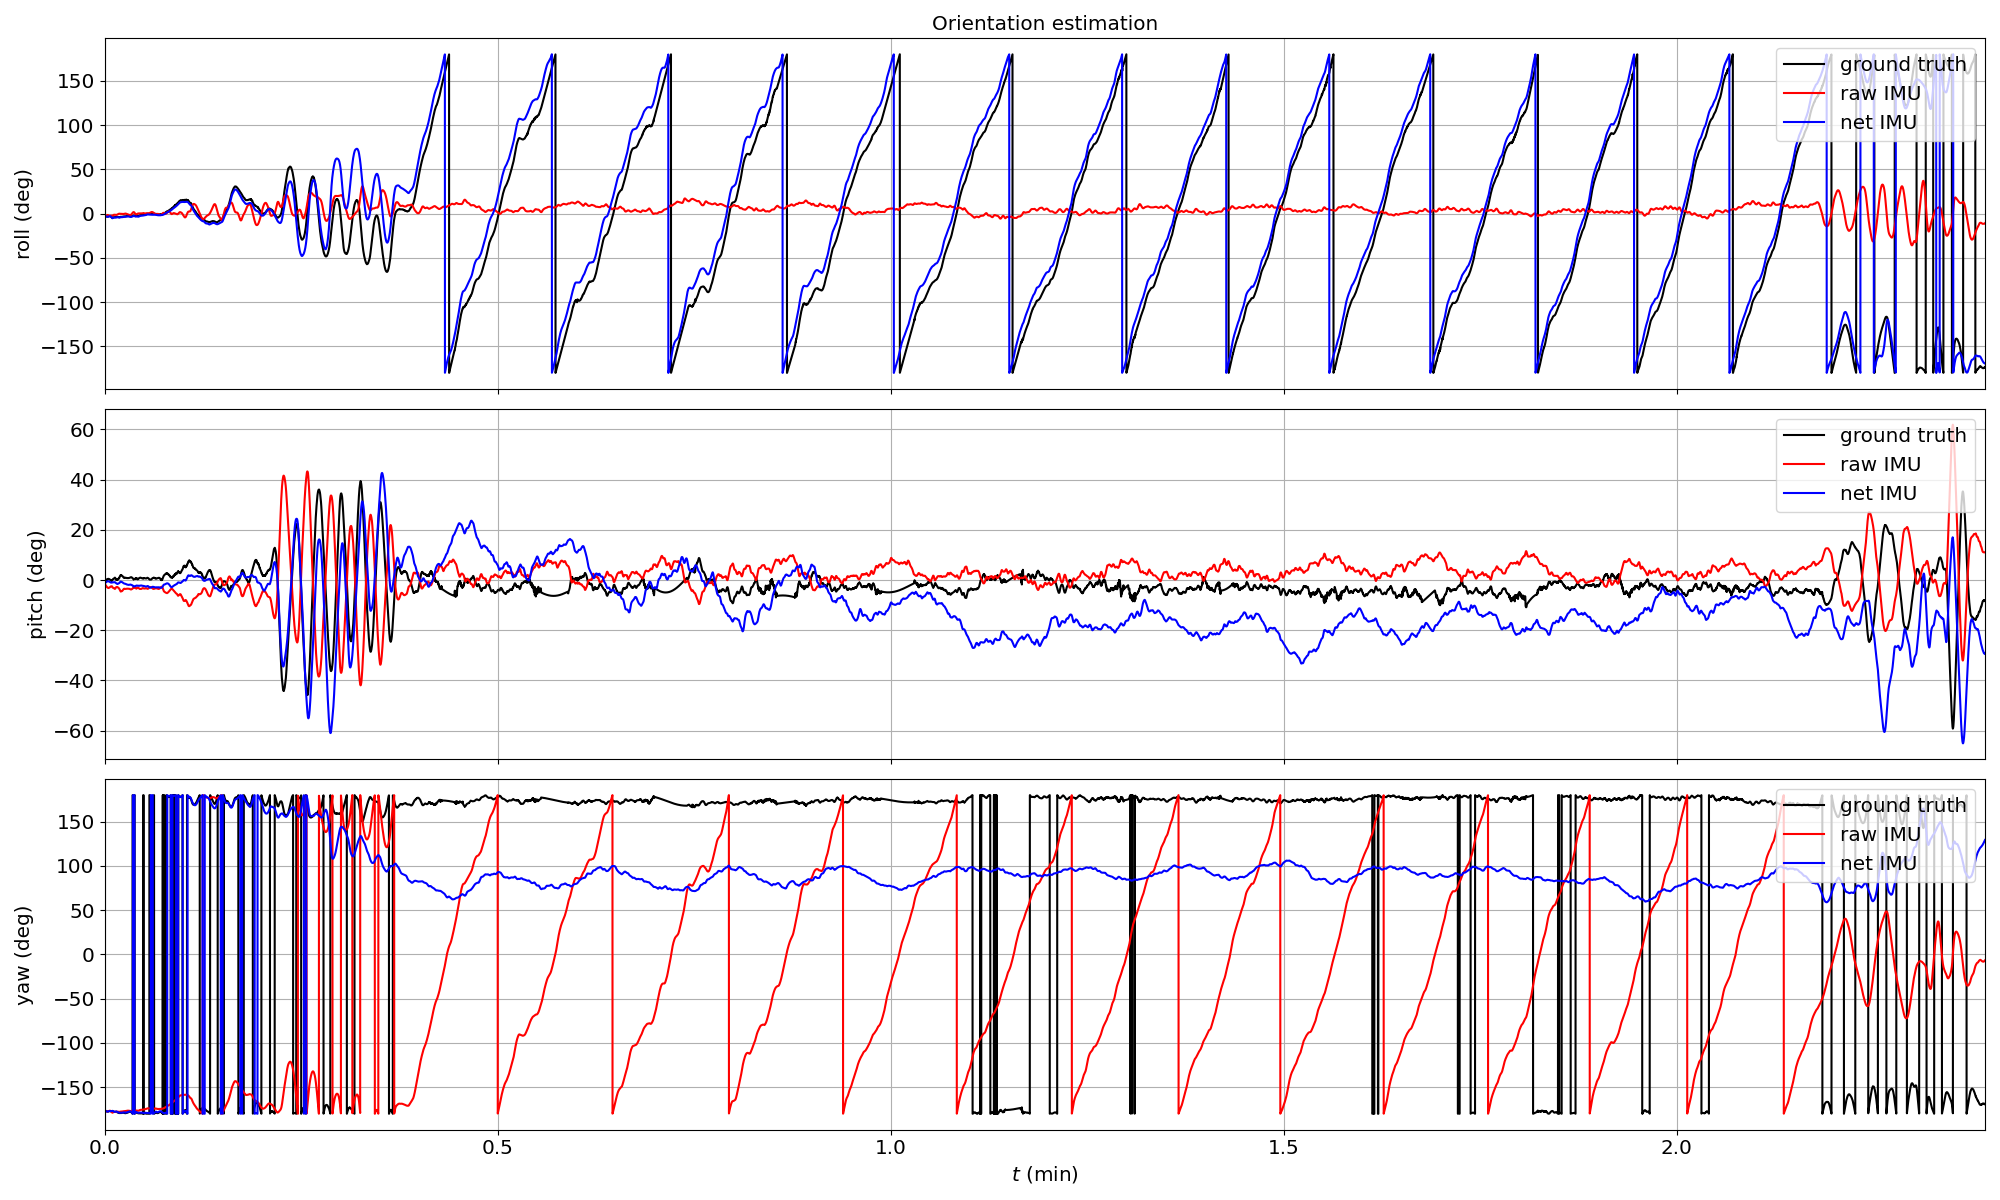 Orientation estimation
150
100
50
0
−50
−100
−150
roll (deg)
ground truth
raw IMU
net IMU
60
40
20
0
−20
−40
−60
pitch (deg)
ground truth
raw IMU
net IMU
150
100
50
0
−50
−100
−150
yaw (deg)
ground truth
raw IMU
net IMU
0.0 0.5 1.0 1.5 2.0
t (min)